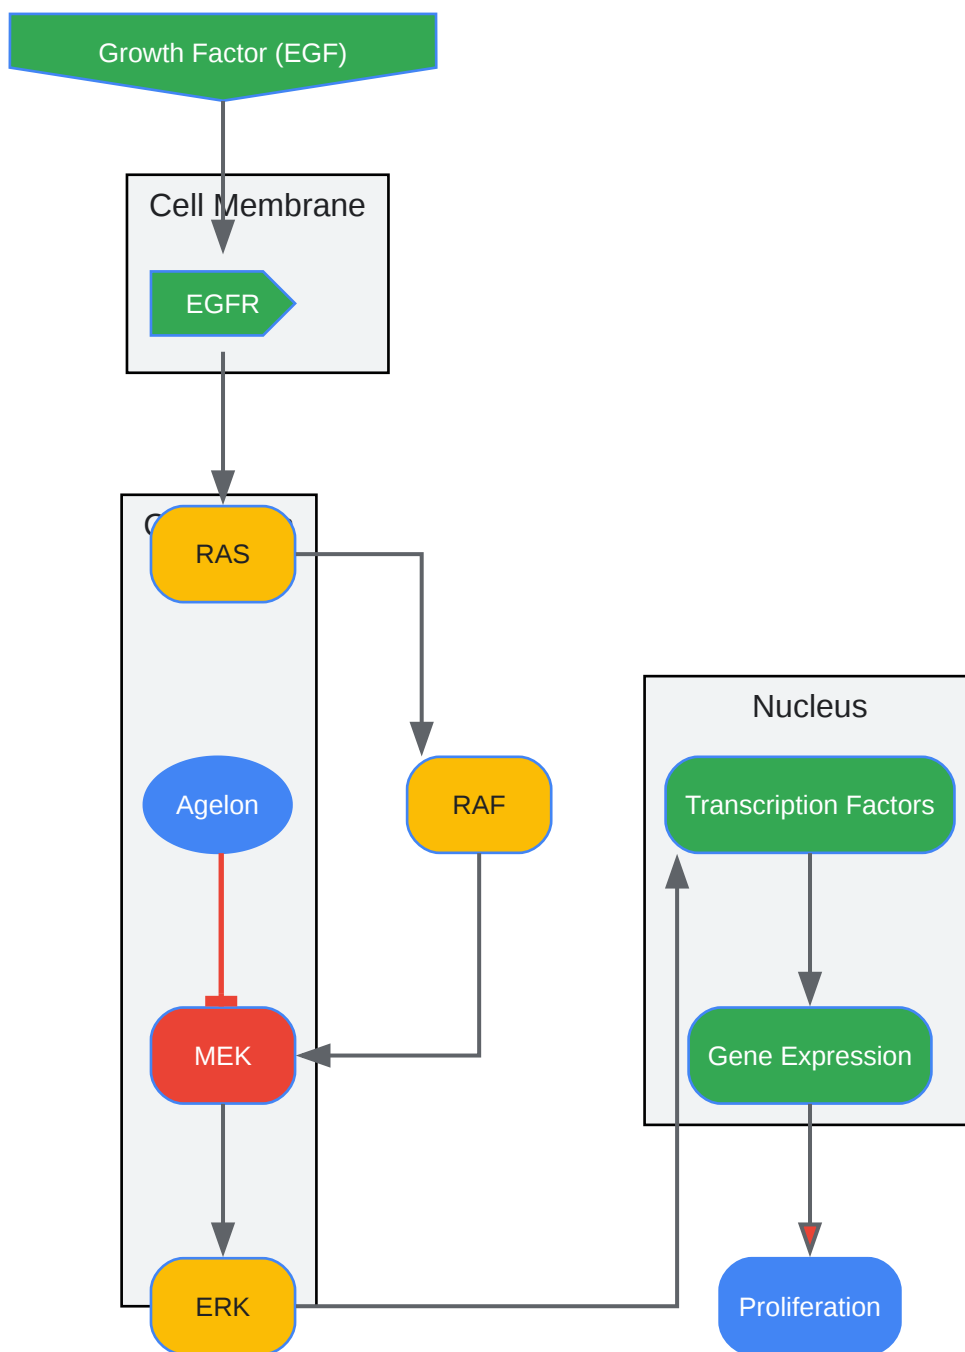 Growth Factor (EGF)
Cell Membrane
EGFR
RAS
Nucleus
Agelon
RAF
Transcription Factors
MEK
Gene Expression
ERK
Proliferation